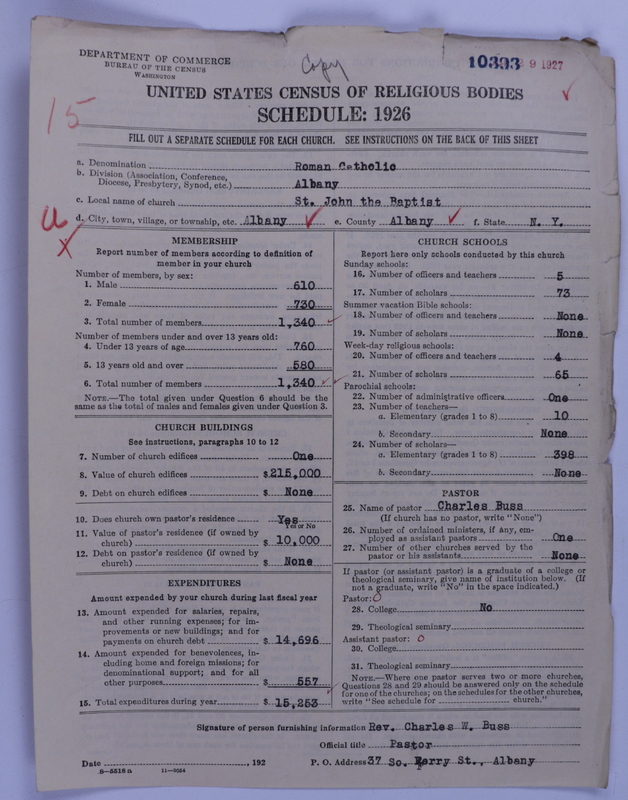 DEPARTMENT OF COMMERCE
BUREAU OF THE CENSUS
WASHINGTON
Copy
10393 9 1927
15
UNITED STATES CENSUS OF RELIGIOUS BODIES
SCHEDULE: 1926
FILL OUT A SEPARATE SCHEDULE FOR EACH CHURCH. SEE INSTRUCTIONS ON THE BACK OF THIS SHEET
a. Denomination Roman Catholic
b. Division (Association, Conference,
Diocese, Presbytery, Synod, etc.) Albany
c. Local name of church St. John the Baptist
d. City, town, village, or township, etc. Albany e. County Albany f. State N. Y.
MEMBERSHIP
Report number of members according to definition of
member in your church
Number of members, by sex:
1. Male 610
2. Female 730
3. Total number of members 1,340
Number of members under and over 13 years old:
4. Under 13 years of age 760
5. 13 years old and over 580
6. Total number of members 1,340
NOTE.—The total given under Question 6 should be
same as the total of males and females given under Question 3.
CHURCH BUILDINGS
See instructions, paragraphs 10 to 12
7. Number of church edifices One
8. Value of church edifices $215,000
9. Debt on church edifices $ None
10. Does church own pastor's residence Yes
Yes or No
11. Value of pastor's residence (if owned by
church) $ 10,000
12. Debt on pastor's residence (if owned by
church) $ None
EXPENDITURES
Amount expended by your church during last fiscal year
13. Amount expended for salaries, repairs,
and other running expenses; for im-
provements or new buildings; and for
payments on church debt $ 14,696
14. Amount expended for benevolences, in-
cluding home and foreign missions; for
denominational support; and for all
other purposes $ 557
15. Total expenditures during year $ 15,253
CHURCH SCHOOLS
Report here only schools conducted by this church
Sunday schools:
16. Number of officers and teachers 5
17. Number of scholars 73
Summer vacation Bible schools:
18. Number of officers and teachers None
19. Number of scholars None
Week-day religious schools:
20. Number of officers and teachers 4
21. Number of scholars 65
Parochial schools:
22. Number of administrative officers One
23. Number of teachers—
a. Elementary (grades 1 to 8) 10
b. Secondary None
24. Number of scholars—
a. Elementary (grades 1 to 8) 398
b. Secondary None
PASTOR
25. Name of pastor Charles Buss
(If church has no pastor, write "None")
26. Number of ordained ministers, if any, em-
ployed as assistant pastors One
27. Number of other churches served by the
pastor or his assistants None
If pastor (or assistant pastor) is a graduate of a college or
theological seminary, give name of institution below. (If
not a graduate, write "No" in the space indicated.)
Pastor: 0
28. College No
29. Theological seminary
Assistant pastor: 0
30. College
31. Theological seminary
NOTE.—Where one pastor serves two or more churches,
Questions 28 and 29 should be answered only on the schedule
for one of the churches; on the schedules for the other churches,
write "See schedule for church."
Signature of person furnishing information Rev. Charles W. Buss
Official title Pastor
Date , 192 P. O. Address 37 So. Ferry St., Albany
8-5518a 11-9054